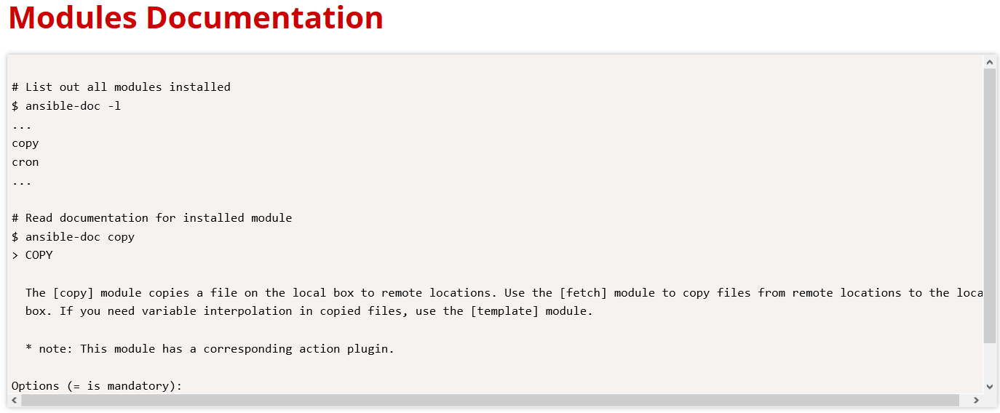 Modules Documentation
# List out all modules installed
$ ansible-doc -l
...
copy
cron
...
# Read documentation for installed module
$ ansible-doc copy
> COPY
The [copy] module copies a file on the local box to remote locations. Use the [fetch] module to copy files from remote locations to the loca
box. If you need variable interpolation in copied files, use the [template] module.
* note: This module has a corresponding action plugin.
Options (= is mandatory):